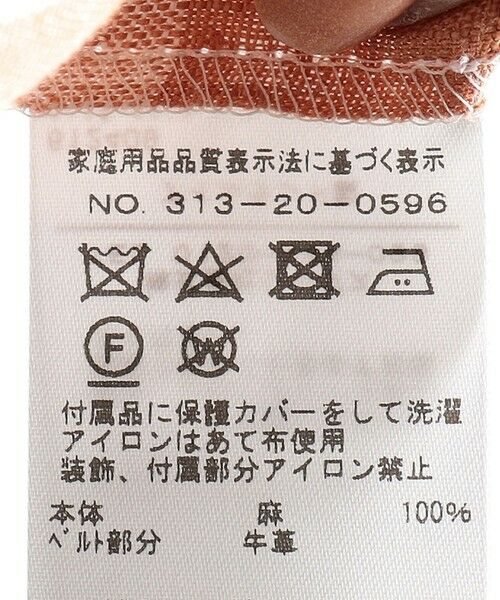 家庭用品品質表示法に基づく表示
NO. 313-20-0596
F
W
付属品に保護カバーをして洗濯
アイロンはあて布使用
装飾、付属部分アイロン禁止
本体 麻 100%
ﾍﾞﾙﾄ部分 牛革